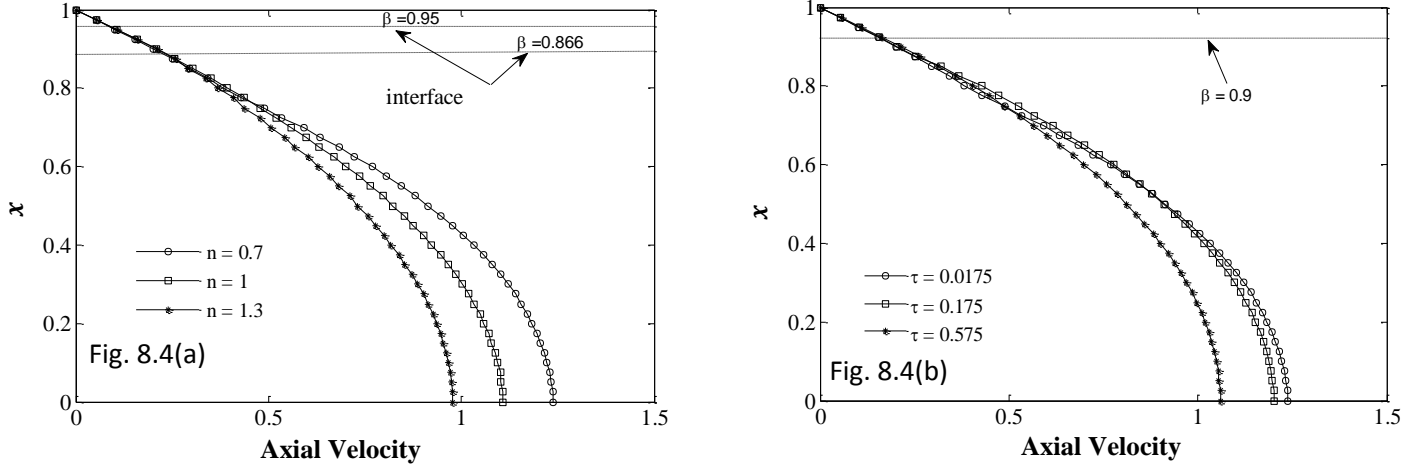 1
0.8
0.6
0.4
0.2
0
0
0.5
1
1.5
x
Axial Velocity
β=0.95
β=0.866
interface
n = 0.7
n = 1
n = 1.3
Fig. 8.4(a)
1
0.8
0.6
0.4
0.2
0
0
0.5
1
1.5
x
Axial Velocity
β = 0.9
τ = 0.0175
τ = 0.175
τ = 0.575
Fig. 8.4(b)